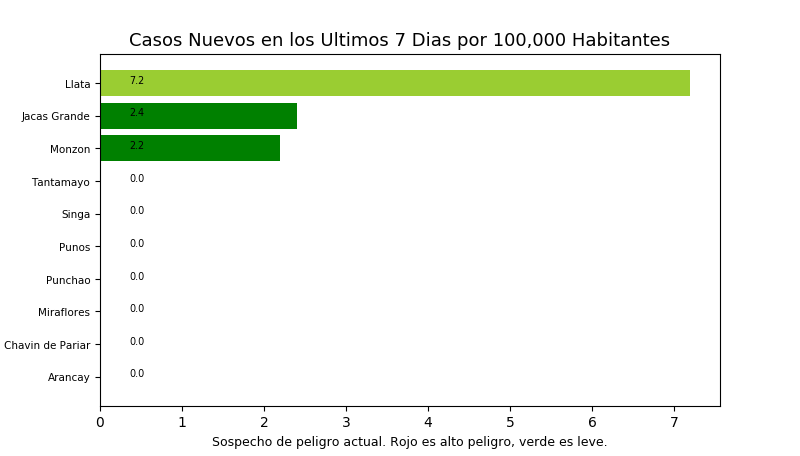 Casos Nuevos en los Ultimos 7 Dias por 100,000 Habitantes
Llata 7.2
Jacas Grande 2.4
Monzon 2.2
Tantamayo 0.0
Singa 0.0
Punos 0.0
Punchao 0.0
Miraflores 0.0
Chavin de Pariar 0.0
Arancay 0.0
0 1 2 3 4 5 6 7
Sospecho de peligro actual. Rojo es alto peligro, verde es leve.